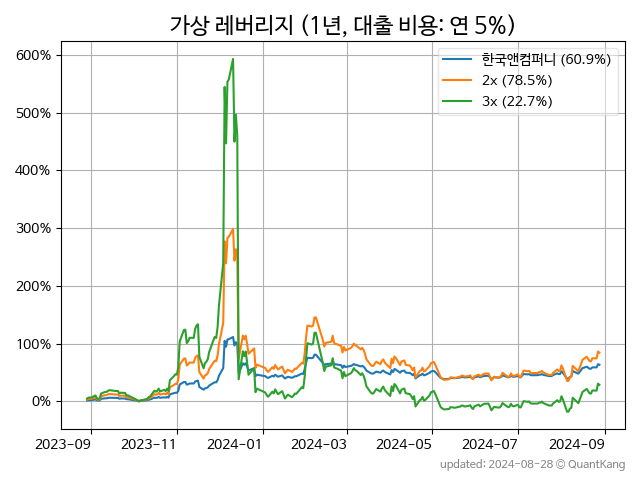 가상 레버리지 (1년, 대출 비용: 연 5%)
600%
500%
400%
300%
200%
100%
0%
한국앤컴퍼니 (60.9%)
2x (78.5%)
3x (22.7%)
2023-09 2023-11 2024-01 2024-03 2024-05 2024-07 2024-09
updated: 2024-08-28 @ QuantKang